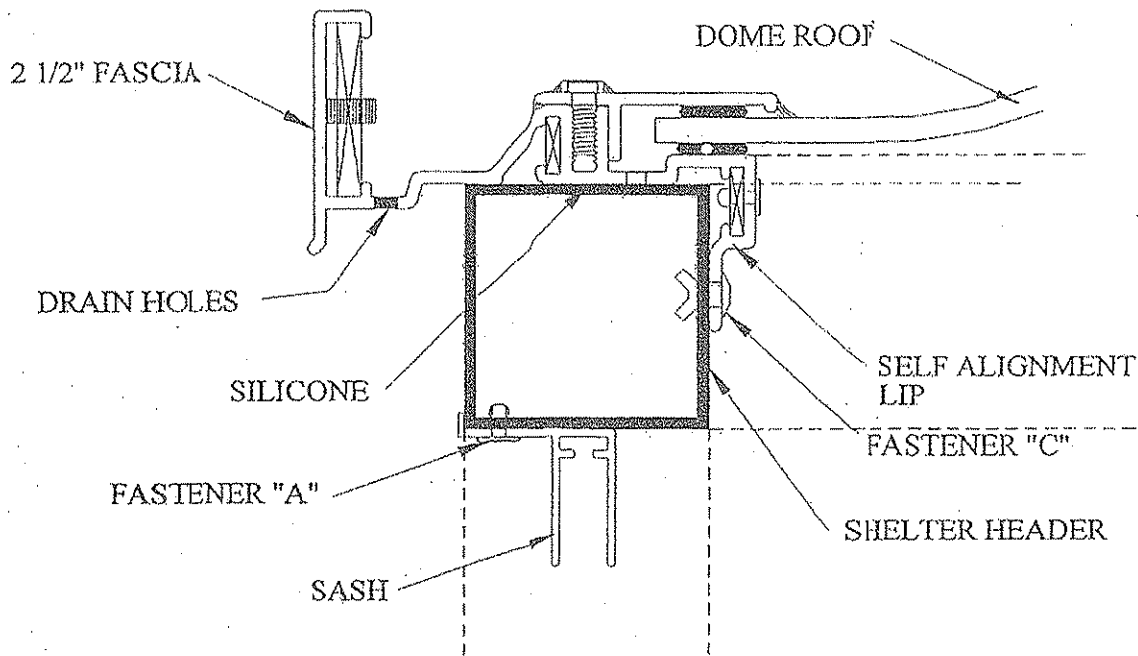 DOME ROOF
2 1/2" FASCIA
DRAIN HOLES
SILICONE
SELF ALIGNMENT
LIP
FASTENER "C"
FASTENER "A"
SHELTER HEADER
SASH